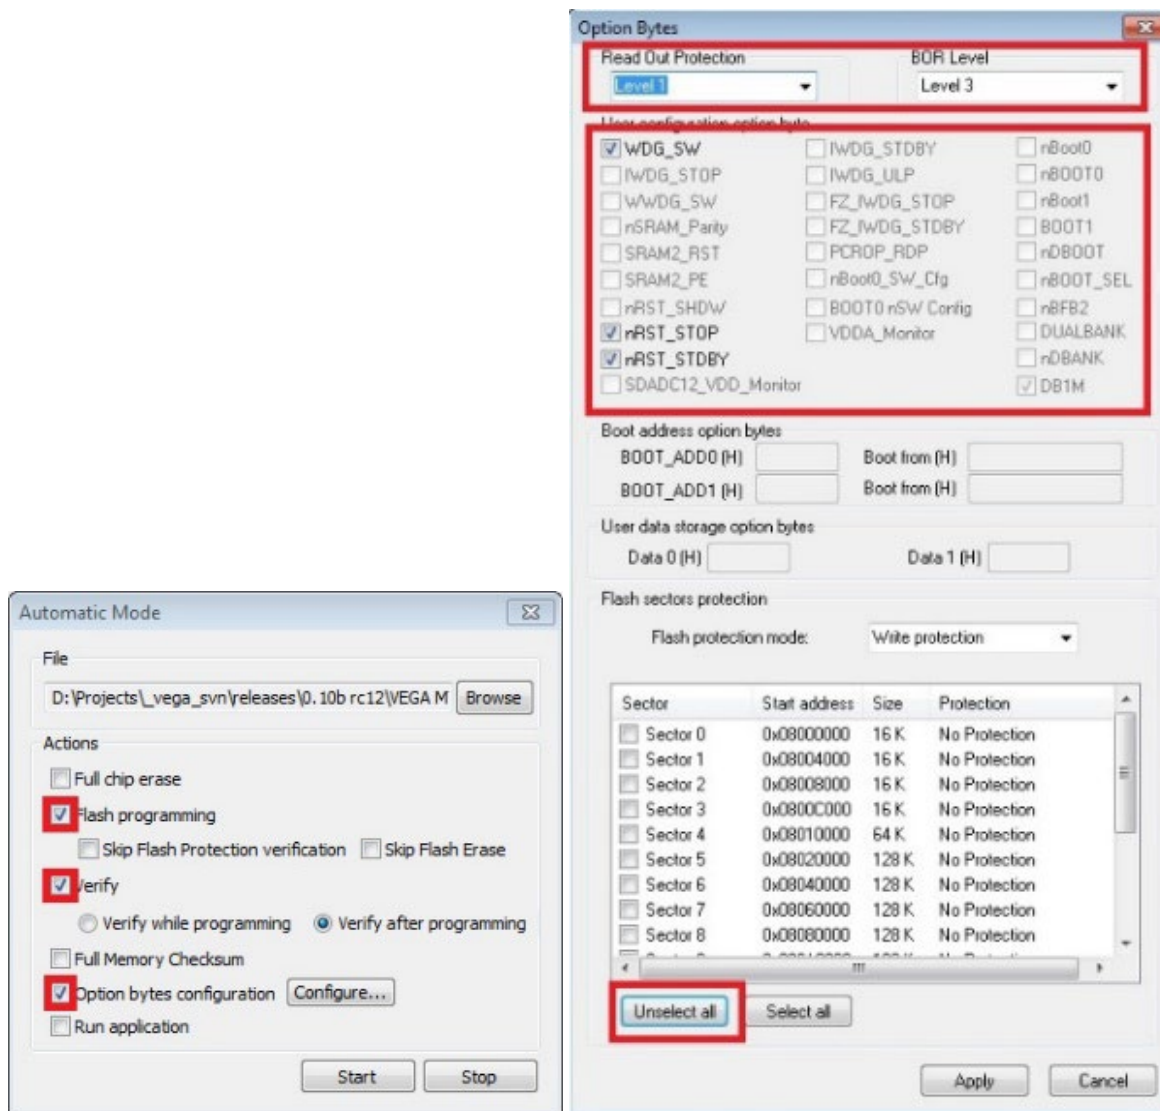 Automatic Mode
File
D:\Projects\_vega_svn\releases\0.10b rc12\VEGA M
Browse
Actions
Full chip erase
Flash programming
Skip Flash Protection verification Skip Flash Erase
Verify
Verify while programming Verify after programming
Full Memory Checksum
Option bytes configuration Configure...
Run application
Start Stop
Option Bytes
Read Out Protection BOR Level
Level 1 Level 3
User configuration option byte
WDG_SW IWDG_STDBY nBoot0
IWDG_STOP IWDG_ULP nBOOT0
WWDG_SW FZ_IWDG_STOP nBoot1
nSRAM_Parity FZ_IWDG_STDBY BOOT1
SRAM2_RST PCROP_RDP nDBOOT
SRAM2_PE nBoot0_SW_Cfg nBOOT_SEL
nRST_SHDW BOOT0 nSW Config nBFB2
nRST_STOP VDDA_Monitor DUALBANK
nRST_STDBY nDBANK
SDADC12_VDD_Monitor DB1M
Boot address option bytes
BOOT_ADD0 (H) Boot from (H)
BOOT_ADD1 (H) Boot from (H)
User data storage option bytes
Data 0 (H) Data 1 (H)
Flash sectors protection
Flash protection mode: Write protection
Sector Start address Size Protection
Sector 0 0x08000000 16 K No Protection
Sector 1 0x08004000 16 K No Protection
Sector 2 0x08008000 16 K No Protection
Sector 3 0x0800C000 16 K No Protection
Sector 4 0x08010000 64 K No Protection
Sector 5 0x08020000 128 K No Protection
Sector 6 0x08040000 128 K No Protection
Sector 7 0x08060000 128 K No Protection
Sector 8 0x08080000 128 K No Protection
Unselect all Select all
Apply Cancel